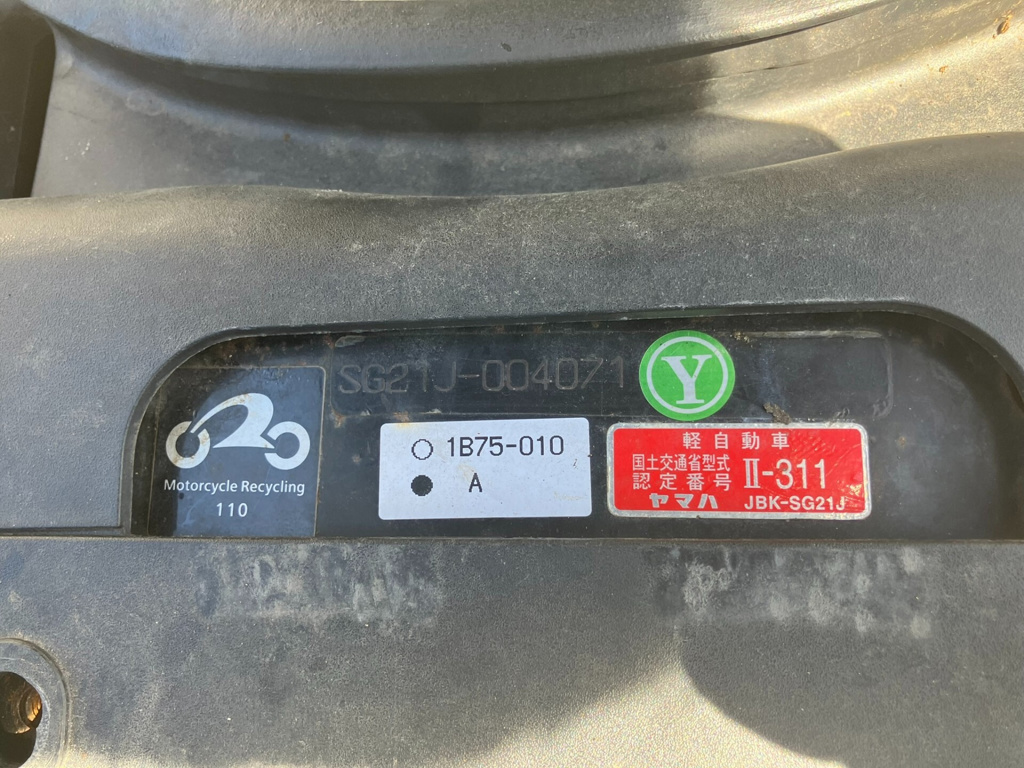 SG21J-004071
Y
Motorcycle Recycling
110
1B75-010
A
軽自動車
国土交通省型式
認定番号 II-311
ヤマハ JBK-SG21J